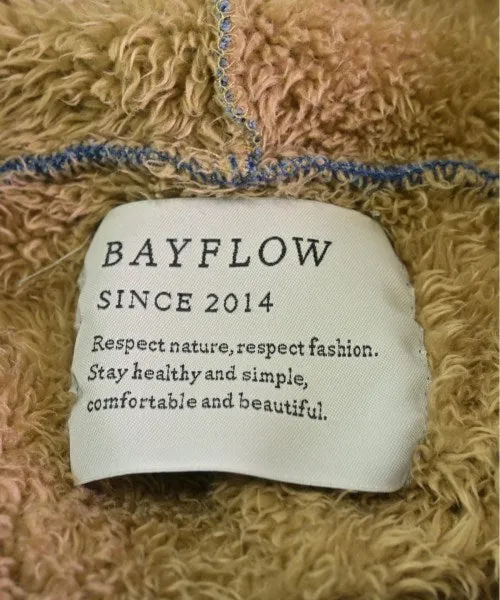 BAYFLOW
SINCE 2014
Respect nature, respect fashion.
Stay healthy and simple,
comfortable and beautiful.